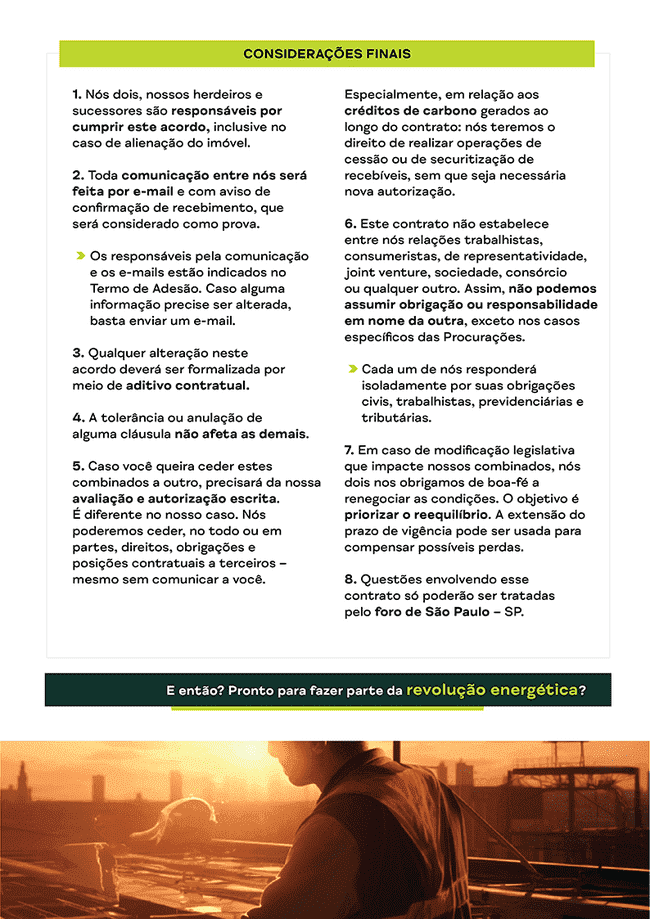 CONSIDERAÇÕES FINAIS
1. Nós dois, nossos herdeiros e
sucessores são responsáveis por
cumprir este acordo, inclusive no
caso de alienação do imóvel.
2. Toda comunicação entre nós será
feita por e-mail e com aviso de
confirmação de recebimento, que
será considerado como prova.
Os responsáveis pela comunicação
e os e-mails estão indicados no
Termo de Adesão. Caso alguma
informação precise ser alterada,
basta enviar um e-mail.
3. Qualquer alteração neste
acordo deverá ser formalizada por
meio de aditivo contratual.
4. A tolerância ou anulação de
alguma cláusula não afeta as demais.
5. Caso você queira ceder estes
combinados a outro, precisará da nossa
avaliação e autorização escrita.
É diferente no nosso caso. Nós
poderemos ceder, no todo ou em
partes, direitos, obrigações e
posições contratuais a terceiros –
mesmo sem comunicar a você.
Especialmente, em relação aos
créditos de carbono gerados ao
longo do contrato: nós teremos o
direito de realizar operações de
cessão ou de securitização de
recebíveis, sem que seja necessária
nova autorização.
6. Este contrato não estabelece
entre nós relações trabalhistas,
consumeristas, de representatividade,
joint venture, sociedade, consórcio
ou qualquer outro. Assim, não podemos
assumir obrigação ou responsabilidade
em nome da outra, exceto nos casos
específicos das Procurações.
Cada um de nós responderá
isoladamente por suas obrigações
civis, trabalhistas, previdenciárias e
tributárias.
7. Em caso de modificação legislativa
que impacte nossos combinados, nós
dois nos obrigamos de boa-fé a
renegociar as condições. O objetivo é
priorizar o reequilíbrio. A extensão do
prazo de vigência pode ser usada para
compensar possíveis perdas.
8. Questões envolvendo esse
contrato só poderão ser tratadas
pelo foro de São Paulo – SP.
E então? Pronto para fazer parte da revolução energética?